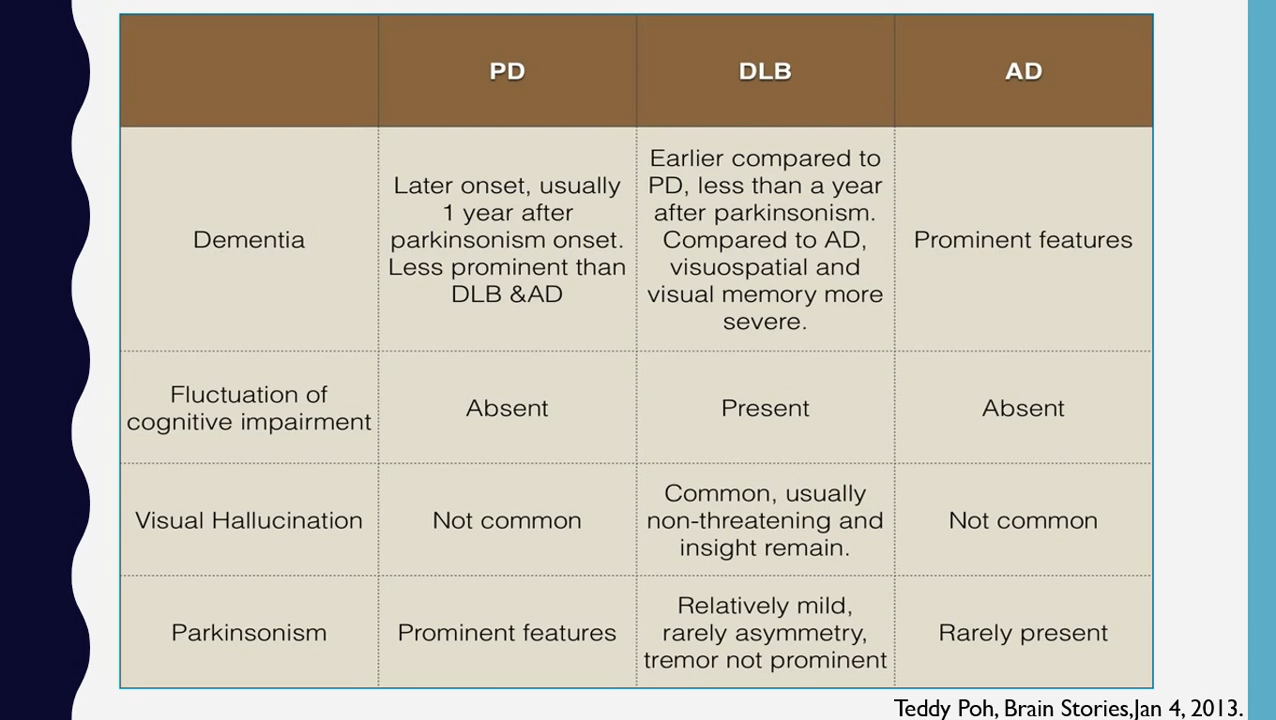 PD
DLB
AD
Dementia
Later onset, usually
1 year after
parkinsonism onset.
Less prominent than
DLB &AD
Earlier compared to
PD, less than a year
after parkinsonism.
Compared to AD,
visuospatial and
visual memory more
severe.
Prominent features
Fluctuation of
cognitive impairment
Absent
Present
Absent
Visual Hallucination
Not common
Common, usually
non-threatening and
insight remain.
Not common
Parkinsonism
Prominent features
Relatively mild,
rarely asymmetry,
tremor not prominent
Rarely present
Teddy Poh, Brain Stories,Jan 4, 2013.